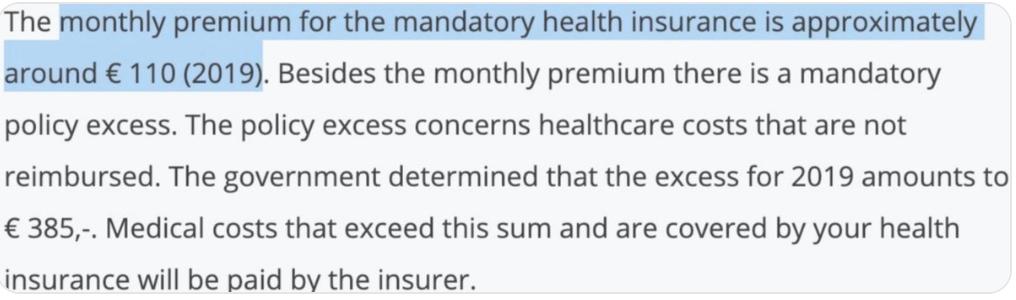 The monthly premium for the mandatory health insurance is approximately
around € 110 (2019). Besides the monthly premium there is a mandatory
policy excess. The policy excess concerns healthcare costs that are not
reimbursed. The government determined that the excess for 2019 amounts to
€ 385,-. Medical costs that exceed this sum and are covered by your health
insurance will be paid by the insurer.